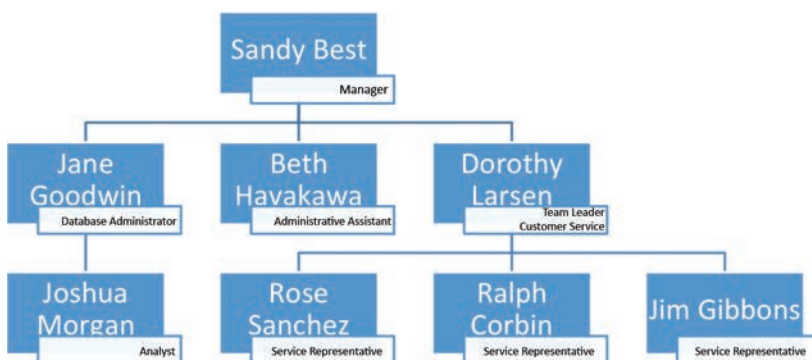 Sandy Best
Manager
Jane
Goodwin
Database Administrator
Beth
Havakawa
Administrative Assistant
Dorothy
Larsen
Team Leader
Customer Service
Joshua
Morgan
Analyst
Rose
Sanchez
Service Representative
Ralph
Corbin
Service Representative
Jim Gibbons
Service Representative